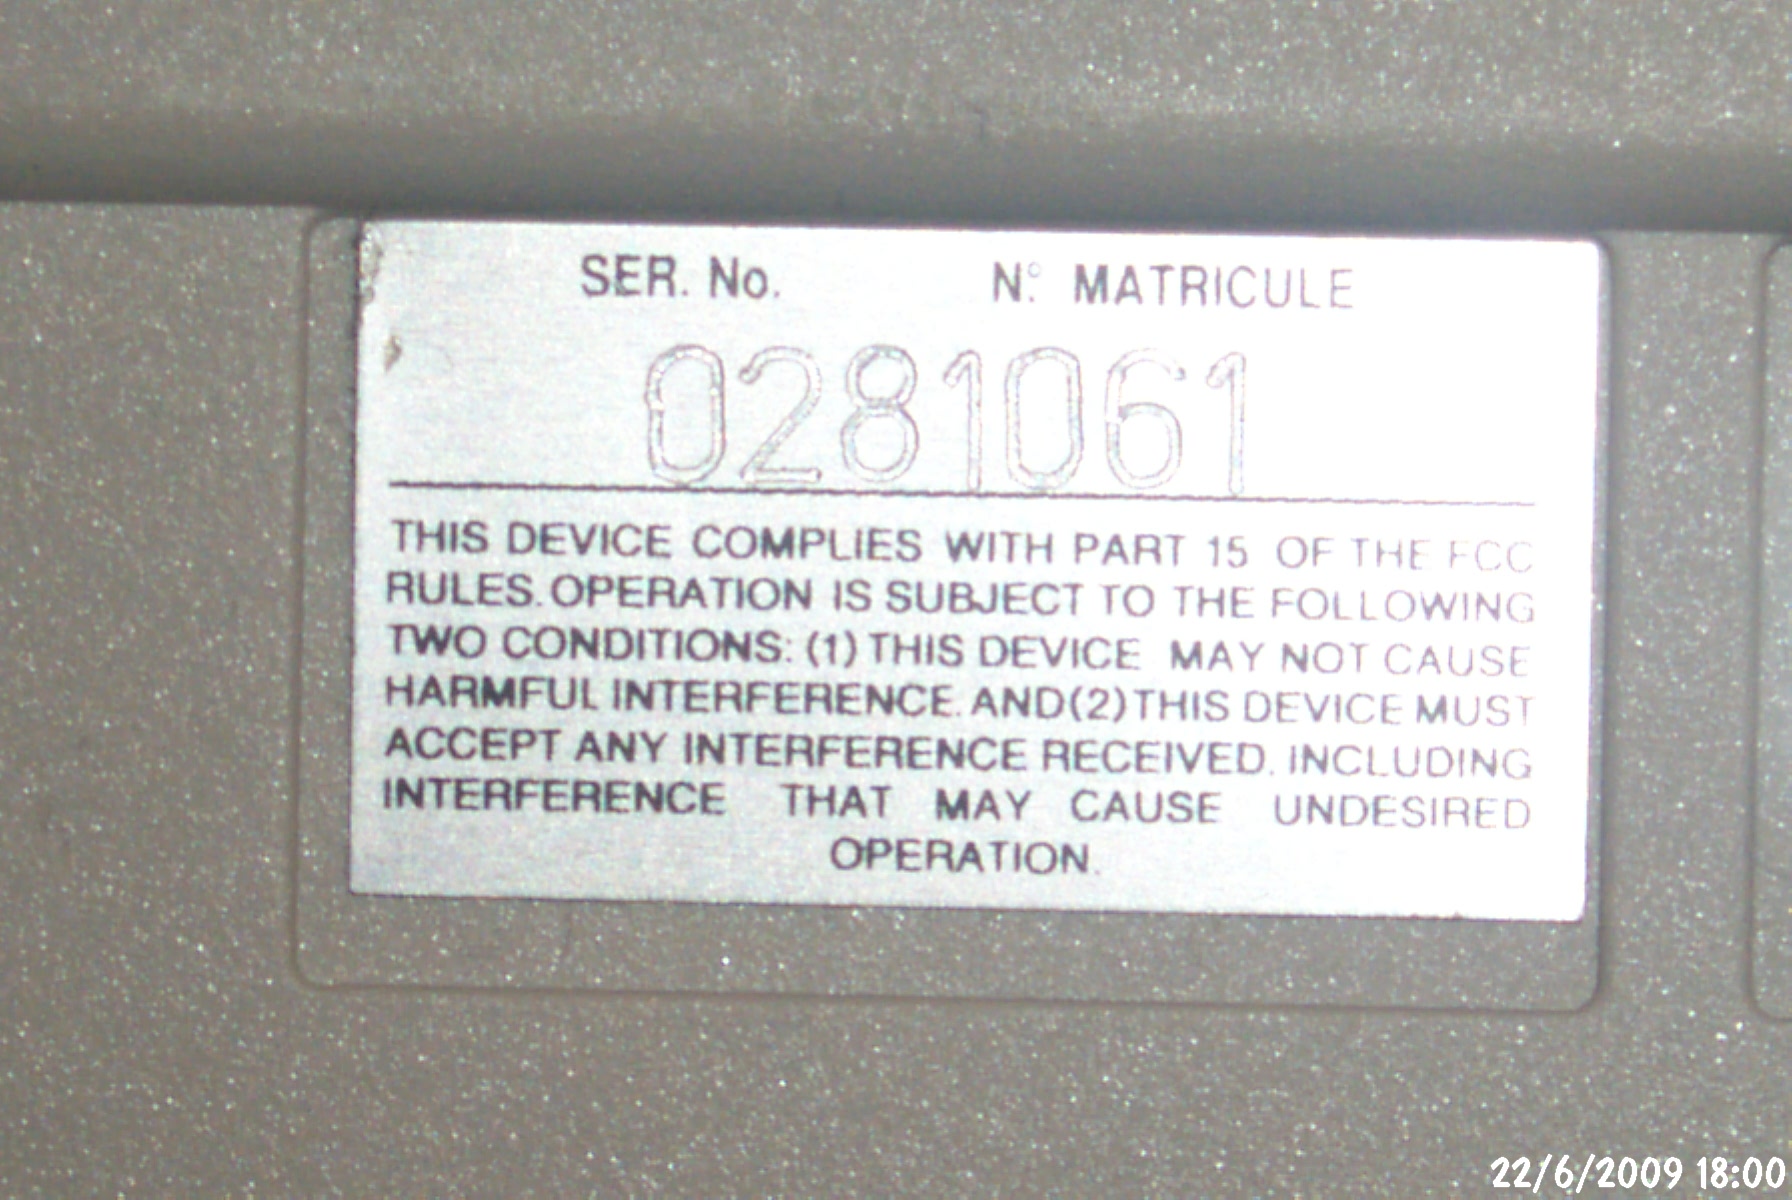 SER. No. N° MATRICULE
0281061
THIS DEVICE COMPLIES WITH PART 15 OF THE FCC
RULES. OPERATION IS SUBJECT TO THE FOLLOWING
TWO CONDITIONS: (1) THIS DEVICE MAY NOT CAUSE
HARMFUL INTERFERENCE. AND (2) THIS DEVICE MUST
ACCEPT ANY INTERFERENCE RECEIVED. INCLUDING
INTERFERENCE THAT MAY CAUSE UNDESIRED
OPERATION.
22/6/2009 18:00